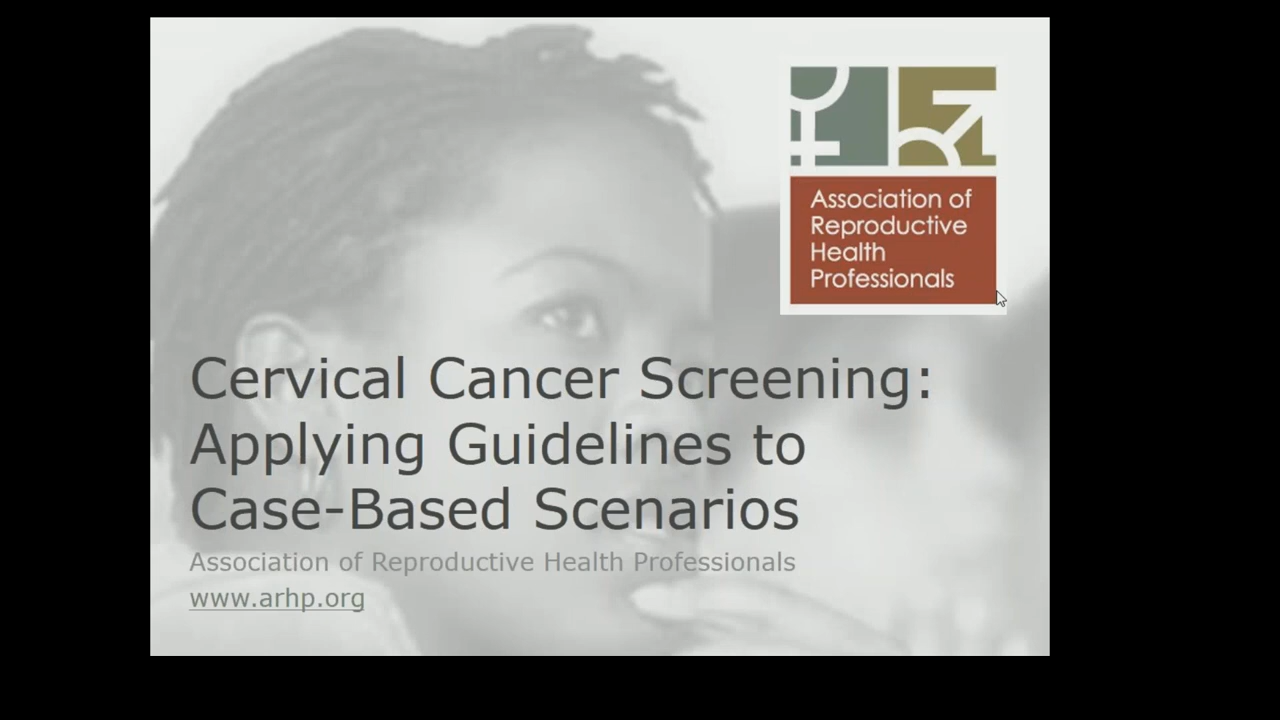 Association of
Reproductive
Health
Professionals
Cervical Cancer Screening:
Applying Guidelines to
Case-Based Scenarios
Association of Reproductive Health Professionals
www.arhp.org